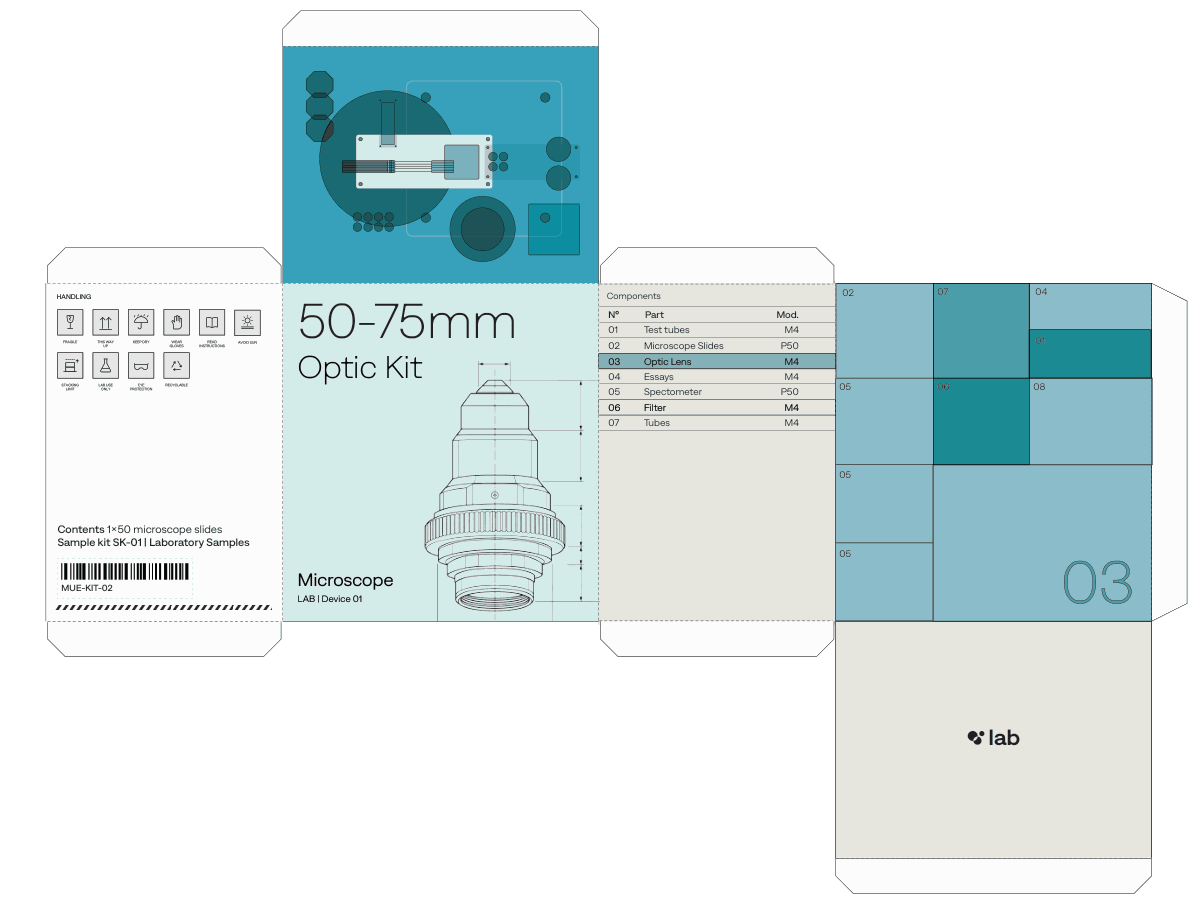 HANDLING
FRAGILE
THIS WAY UP
KEEP DRY
WEAR GLOVES
READ INSTRUCTIONS
AVOID SUN
STACKING LIMIT
LAB USE ONLY
EYE PROTECTION
RECYCLABLE
Contents 1×50 microscope slides
Sample kit SK-01 | Laboratory Samples
MUE-KIT-02
50-75mm
Optic Kit
Microscope
LAB | Device 01
Components
Nº Part Mod.
01 Test tubes M4
02 Microscope Slides P50
03 Optic Lens M4
04 Essays M4
05 Spectometer P50
06 Filter M4
07 Tubes M4
02
07
04
01
05
06
08
05
05
03
lab